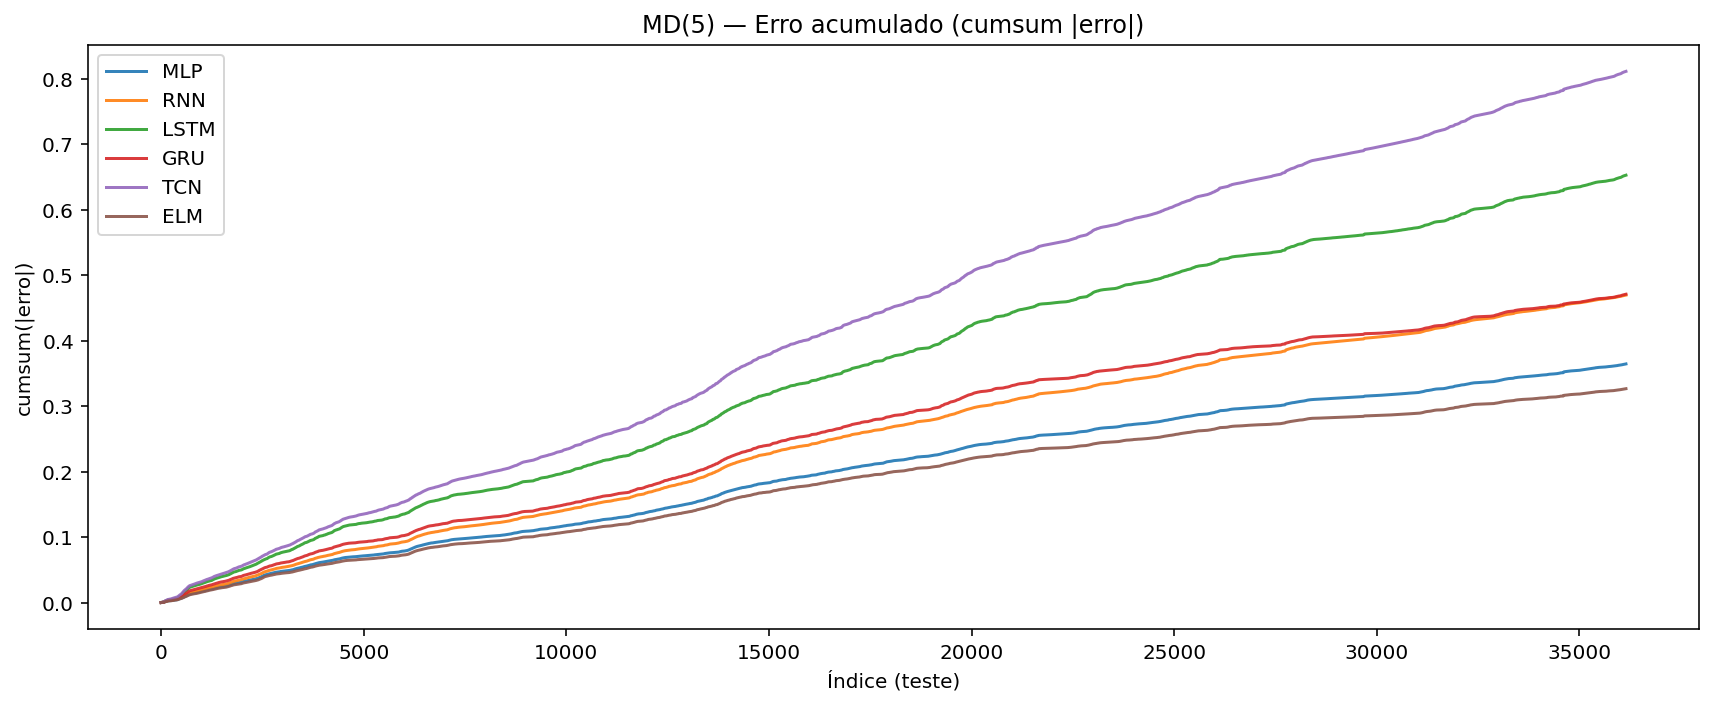 MD(5) — Erro acumulado (cumsum |erro|)
MLP
RNN
LSTM
GRU
TCN
ELM
cumsum(|erro|)
0.8
0.7
0.6
0.5
0.4
0.3
0.2
0.1
0.0
0 5000 10000 15000 20000 25000 30000 35000
Índice (teste)